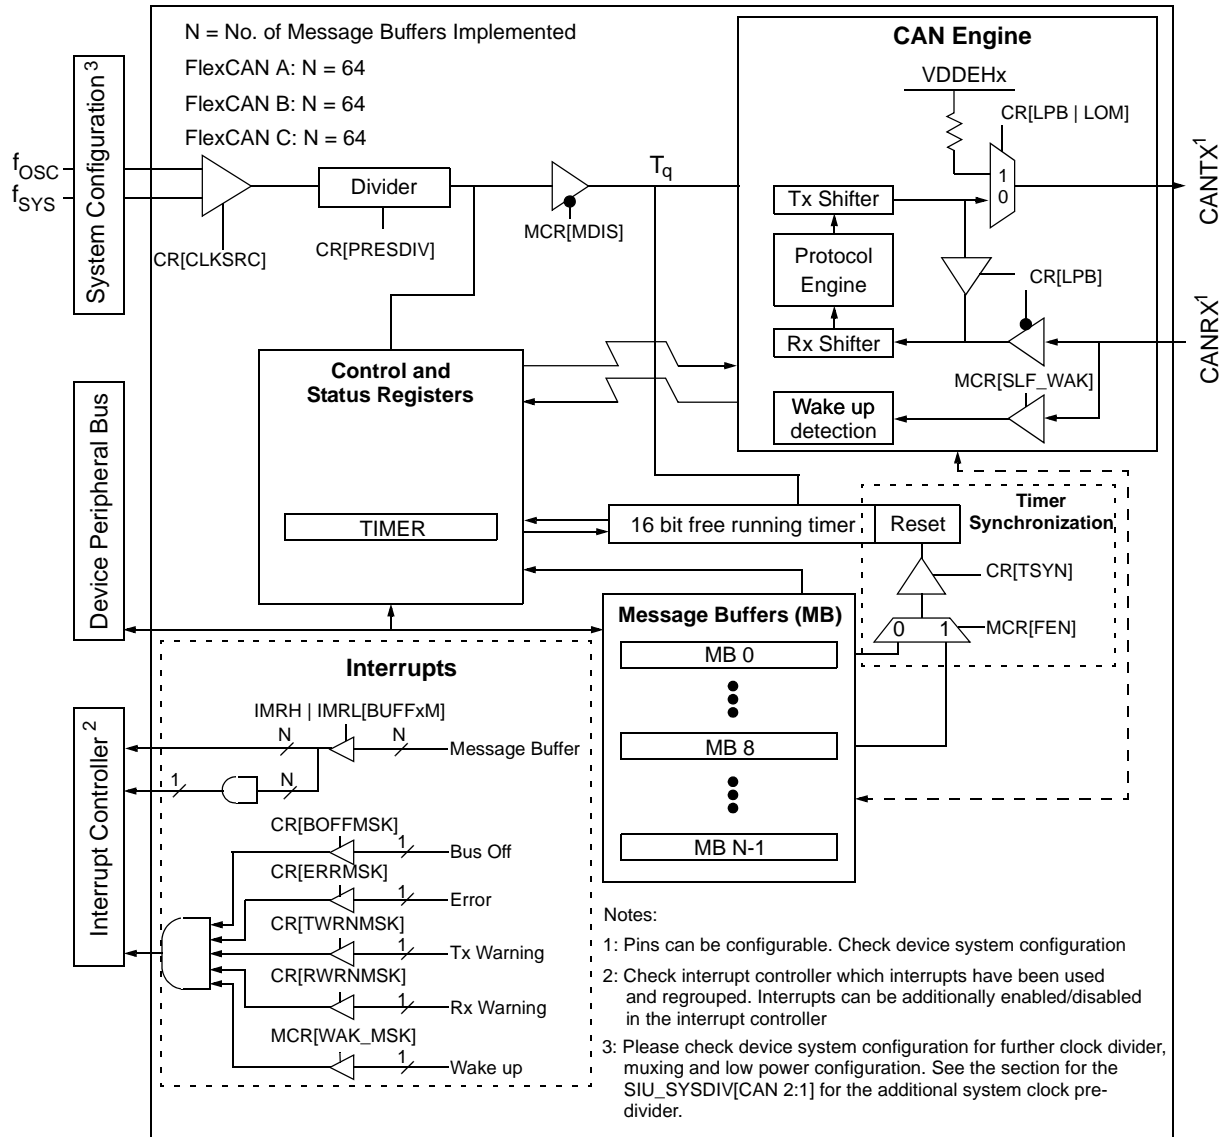 N = No. of Message Buffers Implemented
FlexCAN A: N = 64
FlexCAN B: N = 64
FlexCAN C: N = 64
System Configuration 3
fOSC
fSYS
CR[CLKSRC]
Divider
CR[PRESDIV]
MCR[MDIS]
Tq
CAN Engine
VDDEHx
CR[LPB | LOM]
1
0
CANTX1
Tx Shifter
Protocol
Engine
CR[LPB]
Rx Shifter
CANRX1
MCR[SLF_WAK]
Wake up
detection
Control and
Status Registers
TIMER
Device Peripheral Bus
16 bit free running timer
Reset
Timer
Synchronization
CR[TSYN]
0 1
MCR[FEN]
Message Buffers (MB)
MB 0
MB 8
MB N-1
Interrupts
Interrupt Controller 2
IMRH | IMRL[BUFFxM]
N
N
Message Buffer
1
N
CR[BOFFMSK]
1
Bus Off
CR[ERRMSK]
1
Error
CR[TWRNMSK]
1
Tx Warning
CR[RWRNMSK]
1
Rx Warning
MCR[WAK_MSK]
1
Wake up
Notes:
1: Pins can be configurable. Check device system configuration
2: Check interrupt controller which interrupts have been used
and regrouped. Interrupts can be additionally enabled/disabled
in the interrupt controller
3: Please check device system configuration for further clock divider,
muxing and low power configuration. See the section for the
SIU_SYSDIV[CAN 2:1] for the additional system clock pre-
divider.